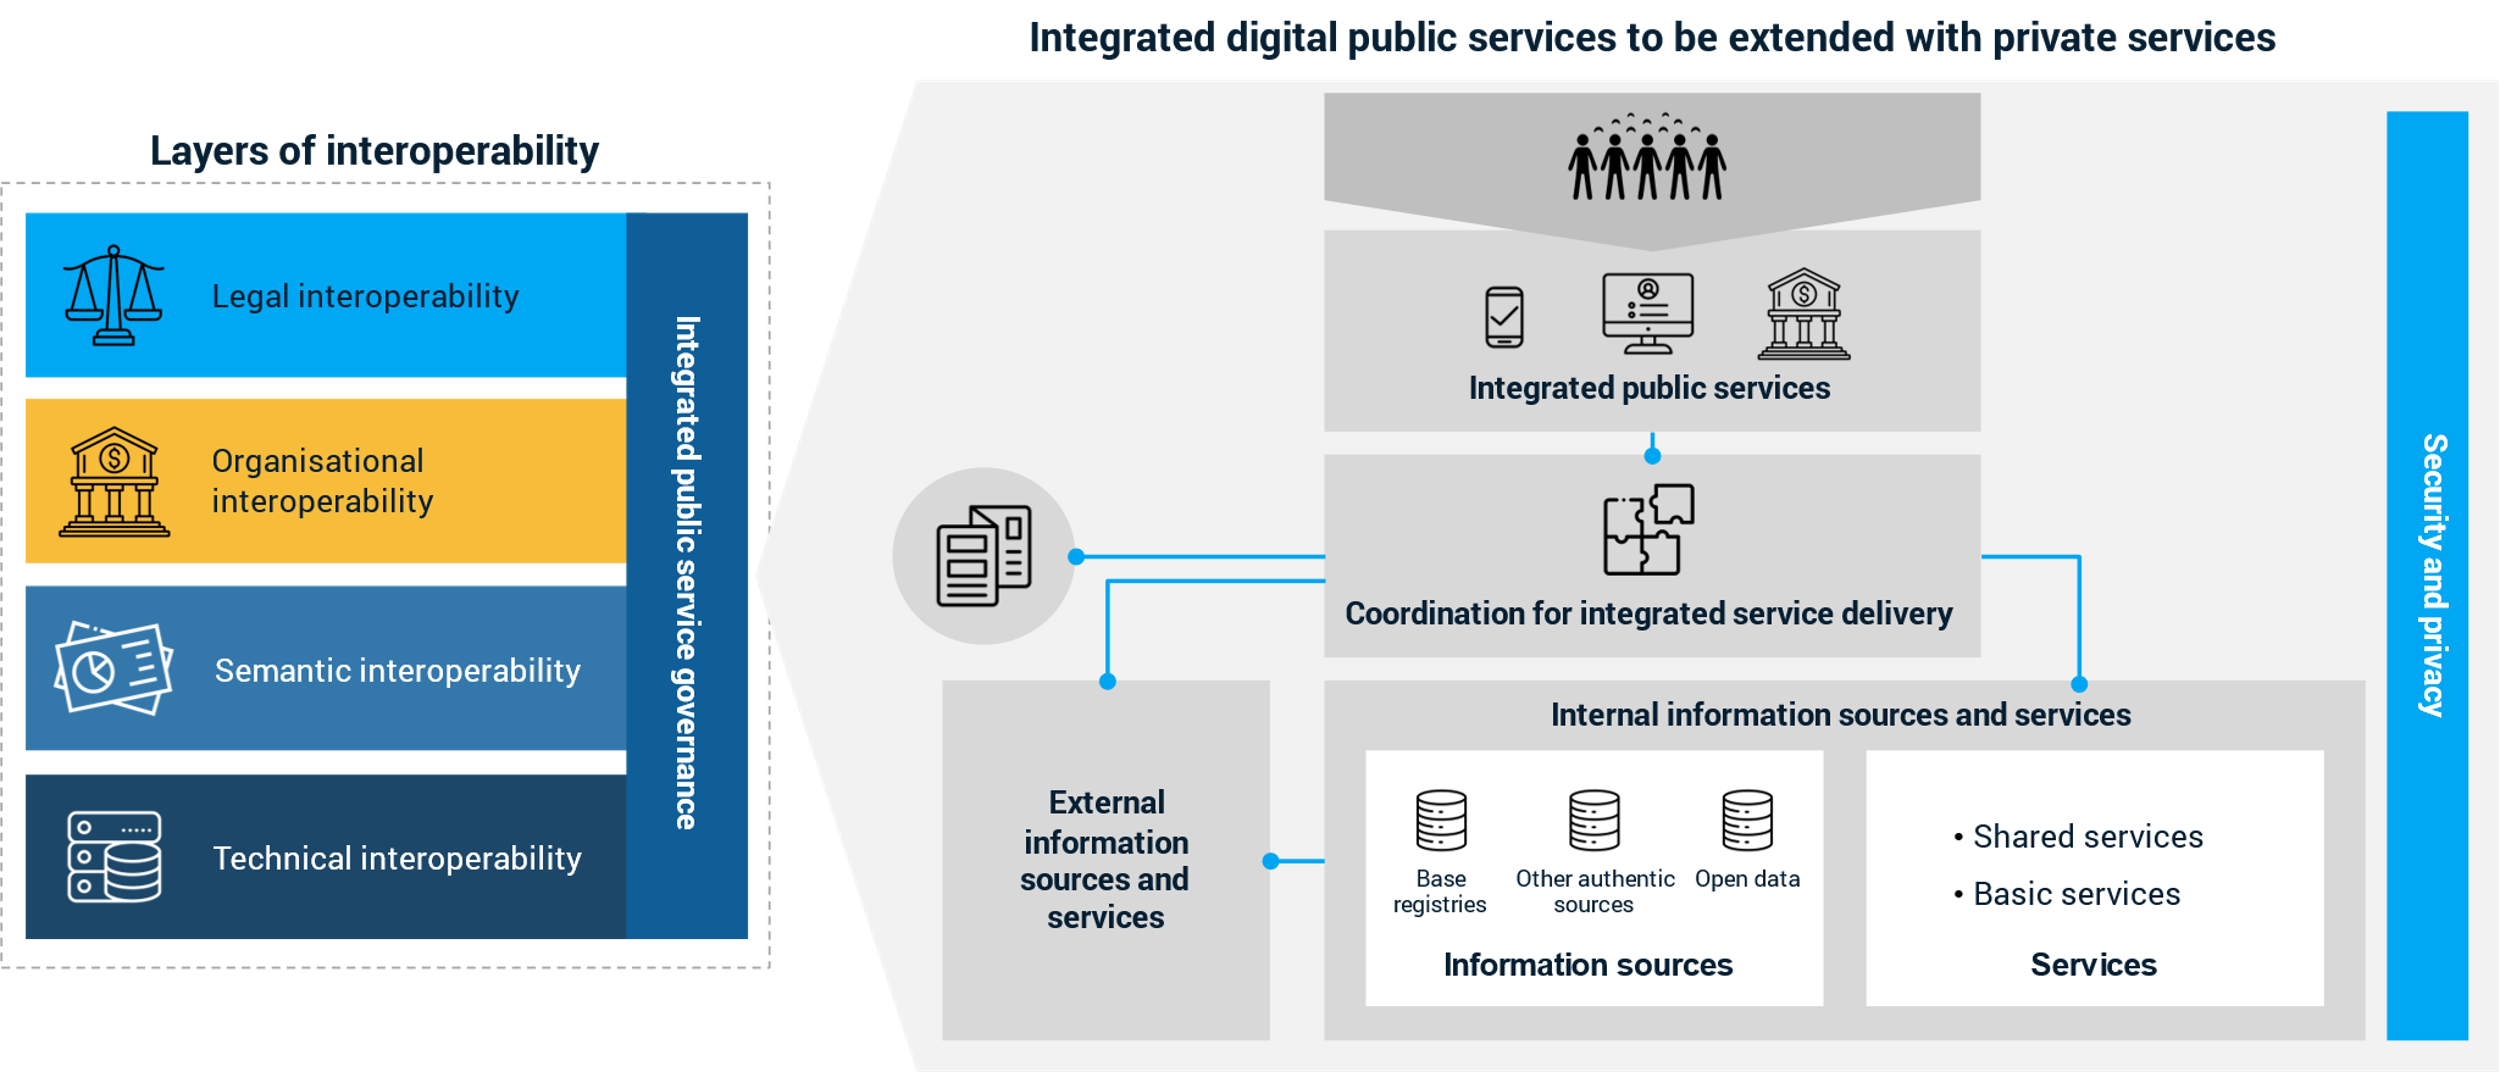 Integrated digital public services to be extended with private services
Layers of interoperability
Legal interoperability
Organisational
interoperability
Semantic interoperability
Technical interoperability
Integrated public service governance
Integrated public services
Coordination for integrated service delivery
External
information
sources and
services
Internal information sources and services
Base
registries
Other authentic
sources
Open data
Information sources
• Shared services
• Basic services
Services
Security and privacy